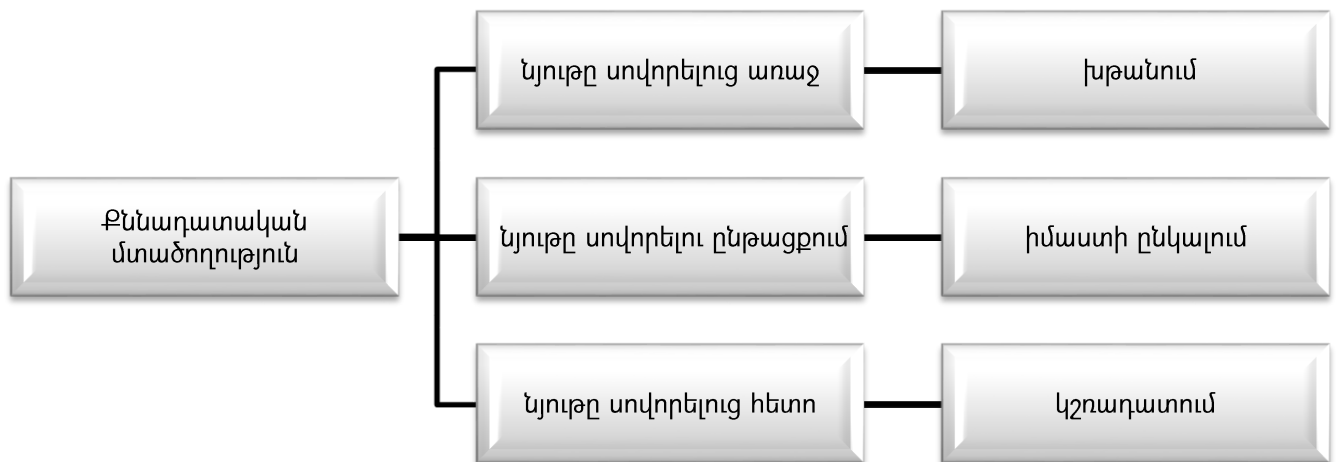 նյութը սովորելուց առաջ
խթանում
Քննադատական
մտածողություն
նյութը սովորելու ընթացքում
իմաստի ընկալում
նյութը սովորելուց հետո
կշռադատում